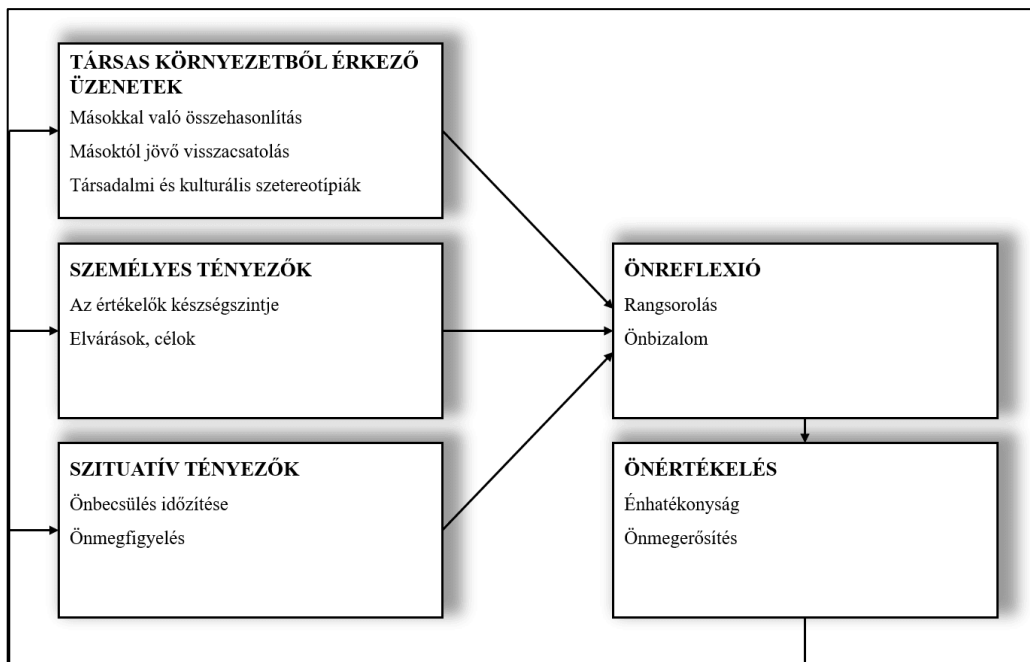 TÁRSAS KÖRNYEZETBŐL ÉRKEZŐ
ÜZENETEK
Másokkal való összehasonlítás
Másoktól jövő visszacsatolás
Társadalmi és kulturális szetereotípiák
SZEMÉLYES TÉNYEZŐK
Az értékelők készségszintje
Elvárások, célok
SZITUATÍV TÉNYEZŐK
Önbecsülés időzítése
Önmegfigyelés
ÖNREFLEXIÓ
Rangsorolás
Önbizalom
ÖNÉRTÉKELÉS
Énhatékonyság
Önmegerősítés